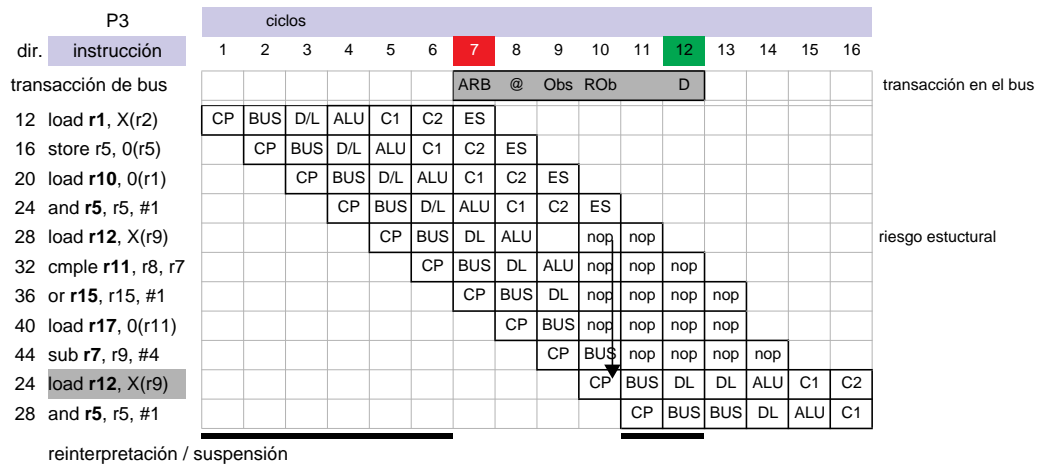 P3 ciclos
dir. instrucción 1 2 3 4 5 6 7 8 9 10 11 12 13 14 15 16
transacción de bus ARB @ Obs ROb D transacción en el bus
12 load r1, X(r2) CP BUS D/L ALU C1 C2 ES
16 store r5, 0(r5) CP BUS D/L ALU C1 C2 ES
20 load r10, 0(r1) CP BUS D/L ALU C1 C2 ES
24 and r5, r5, #1 CP BUS D/L ALU C1 C2 ES
28 load r12, X(r9) CP BUS DL ALU nop nop riesgo estuctural
32 cmple r11, r8, r7 CP BUS DL ALU nop nop nop
36 or r15, r15, #1 CP BUS DL nop nop nop nop
40 load r17, 0(r11) CP BUS nop nop nop nop
44 sub r7, r9, #4 CP BUS nop nop nop nop
24 load r12, X(r9) CP BUS DL DL ALU C1 C2
28 and r5, r5, #1 CP BUS BUS DL ALU C1
reinterpretación / suspensión